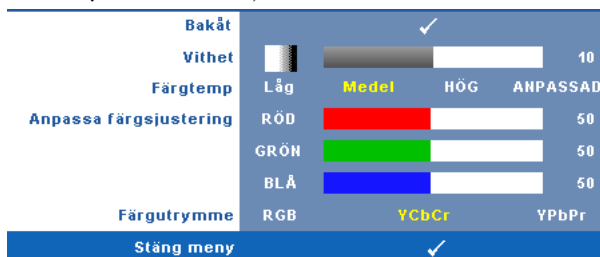 Bakåt
Vithet 10
Färgtemp Låg Medel HÖG ANPASSAD
Anpassa färgsjustering RÖD 50
GRÖN 50
BLÅ 50
Färgutrymme RGB YCbCr YPbPr
Stäng meny